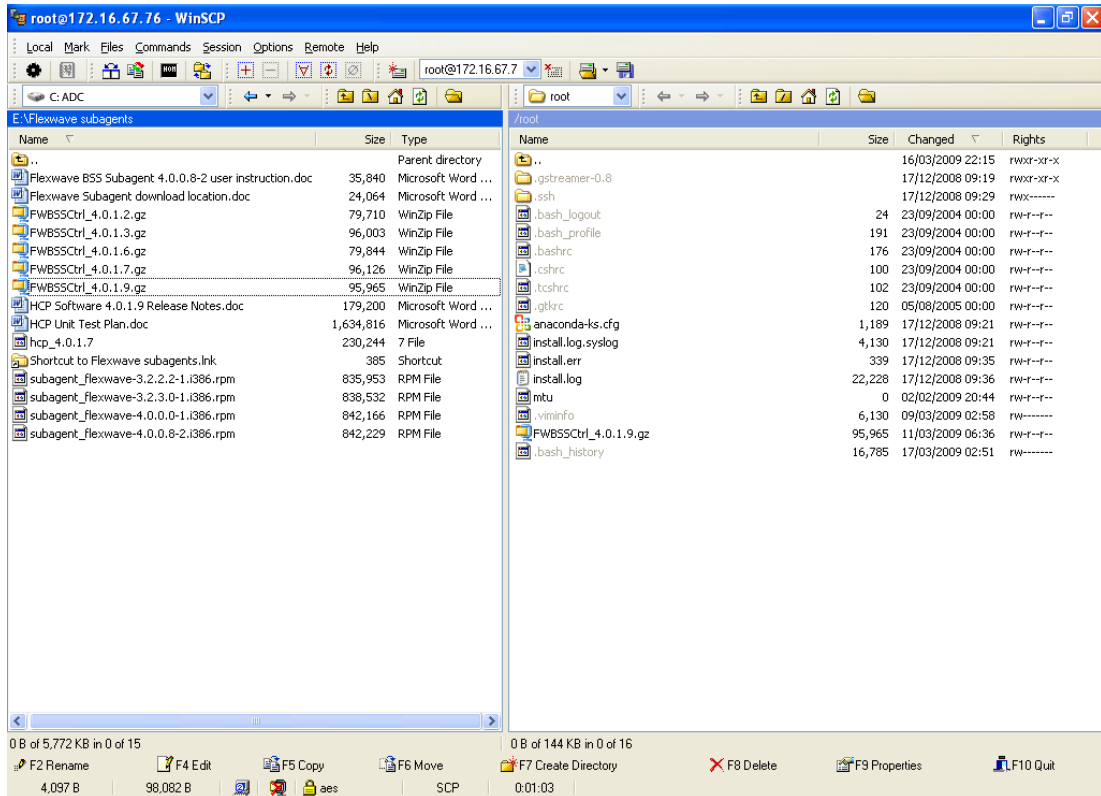 root@172.16.67.76 - WinSCP
Local Mark Files Commands Session Options Remote Help
root@172.16.67.7
C: ADC
root
E:\Flexwave subagents
/root
Name Size Type
Name Size Changed Rights
.. Parent directory
.. 16/03/2009 22:15 rwxr-xr-x
Flexwave BSS Subagent 4.0.0.8-2 user instruction.doc 35,840 Microsoft Word ...
.gstreamer-0.8 17/12/2008 09:19 rwxr-xr-x
Flexwave Subagent download location.doc 24,064 Microsoft Word ...
.ssh 17/12/2008 09:29 rwx------
FWBSSCtrl_4.0.1.2.gz 79,710 WinZip File
.bash_logout 24 23/09/2004 00:00 rw-r--r--
FWBSSCtrl_4.0.1.3.gz 96,003 WinZip File
.bash_profile 191 23/09/2004 00:00 rw-r--r--
FWBSSCtrl_4.0.1.6.gz 79,844 WinZip File
.bashrc 176 23/09/2004 00:00 rw-r--r--
FWBSSCtrl_4.0.1.7.gz 96,126 WinZip File
.cshrc 100 23/09/2004 00:00 rw-r--r--
FWBSSCtrl_4.0.1.9.gz 95,965 WinZip File
.tcshrc 102 23/09/2004 00:00 rw-r--r--
HCP Software 4.0.1.9 Release Notes.doc 179,200 Microsoft Word ...
.gtkrc 120 05/08/2005 00:00 rw-r--r--
HCP Unit Test Plan.doc 1,634,816 Microsoft Word ...
anaconda-ks.cfg 1,189 17/12/2008 09:21 rw-r--r--
hcp_4.0.1.7 230,244 7 File
install.log.syslog 4,130 17/12/2008 09:21 rw-r--r--
Shortcut to Flexwave subagents.lnk 385 Shortcut
install.err 339 17/12/2008 09:35 rw-r--r--
subagent_flexwave-3.2.2.2-1.i386.rpm 835,953 RPM File
install.log 22,228 17/12/2008 09:36 rw-r--r--
subagent_flexwave-3.2.3.0-1.i386.rpm 838,532 RPM File
mtu 0 02/02/2009 20:44 rw-r--r--
subagent_flexwave-4.0.0.0-1.i386.rpm 842,166 RPM File
.viminfo 6,130 09/03/2009 02:58 rw-------
subagent_flexwave-4.0.0.8-2.i386.rpm 842,229 RPM File
FWBSSCtrl_4.0.1.9.gz 95,965 11/03/2009 06:36 rw-r--r--
.bash_history 16,785 17/03/2009 02:51 rw-------
0 B of 5,772 KB in 0 of 15
0 B of 144 KB in 0 of 16
F2 Rename F4 Edit F5 Copy F6 Move F7 Create Directory F8 Delete F9 Properties F10 Quit
4,097 B 98,082 B aes SCP 0:01:03